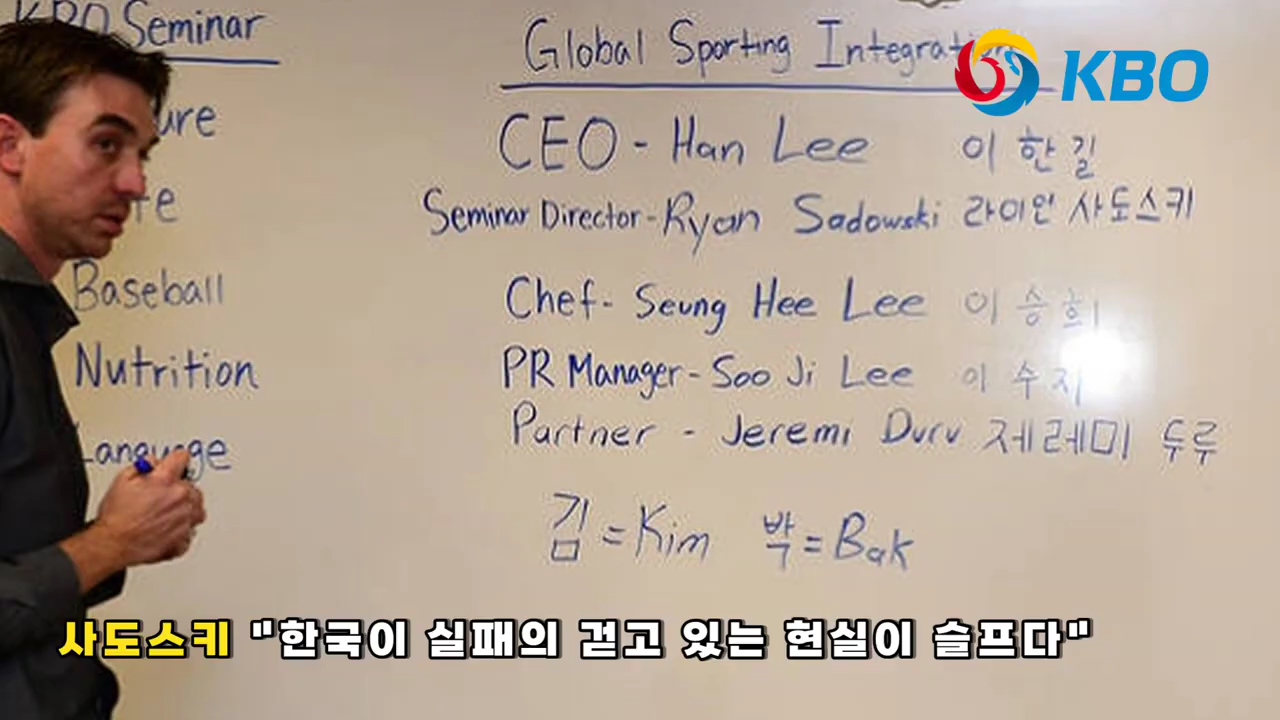 KBO Seminar
Baseball
Nutrition
Language
Global Sporting Integration
KBO
CEO - Han Lee 이한길
Seminar Director - Ryan Sadowski 라이언 사도스키
Chef - Seung Hee Lee 이승희
PR Manager - Soo Ji Lee 이수지
Partner - Jeremi Duru 제레미 두루
김 = Kim 박 = Bak
사도스키 "한국이 실패의 걷고 있는 현실이 슬프다"